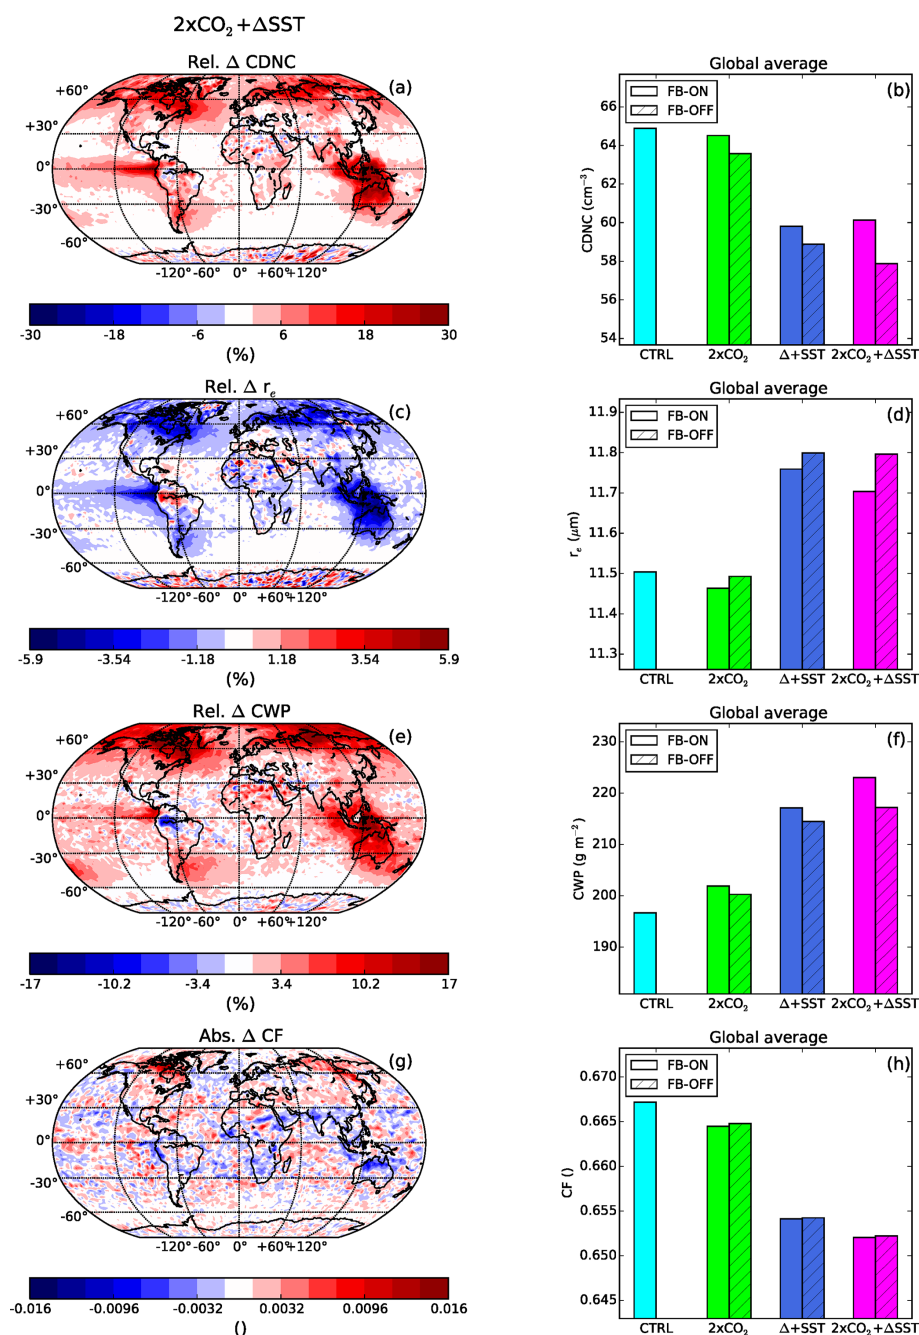 2xCO₂+ΔSST
Rel. Δ CDNC
(a)
+60°
+30°
0°
-30°
-60°
-120° -60° 0° +60° +120°
-30 -18 -6 6 18 30
(%)
Global average
(b)
FB-ON
FB-OFF
CDNC (cm⁻³)
66
64
62
60
58
56
54
CTRL 2xCO₂ Δ+SST 2xCO₂+ΔSST
Rel. Δ rₑ
(c)
+60°
+30°
0°
-30°
-60°
-120° -60° 0° +60° +120°
-5.9 -3.54 -1.18 1.18 3.54 5.9
(%)
Global average
(d)
FB-ON
FB-OFF
rₑ (μm)
11.9
11.8
11.7
11.6
11.5
11.4
11.3
CTRL 2xCO₂ Δ+SST 2xCO₂+ΔSST
Rel. Δ CWP
(e)
+60°
+30°
0°
-30°
-60°
-120° -60° 0° +60° +120°
-17 -10.2 -3.4 3.4 10.2 17
(%)
Global average
(f)
FB-ON
FB-OFF
CWP (g m⁻²)
230
220
210
200
190
CTRL 2xCO₂ Δ+SST 2xCO₂+ΔSST
Abs. Δ CF
(g)
+60°
+30°
0°
-30°
-60°
-120° -60° 0° +60° +120°
-0.016 -0.0096 -0.0032 0.0032 0.0096 0.016
()
Global average
(h)
FB-ON
FB-OFF
CF ()
0.670
0.665
0.660
0.655
0.650
0.645
CTRL 2xCO₂ Δ+SST 2xCO₂+ΔSST